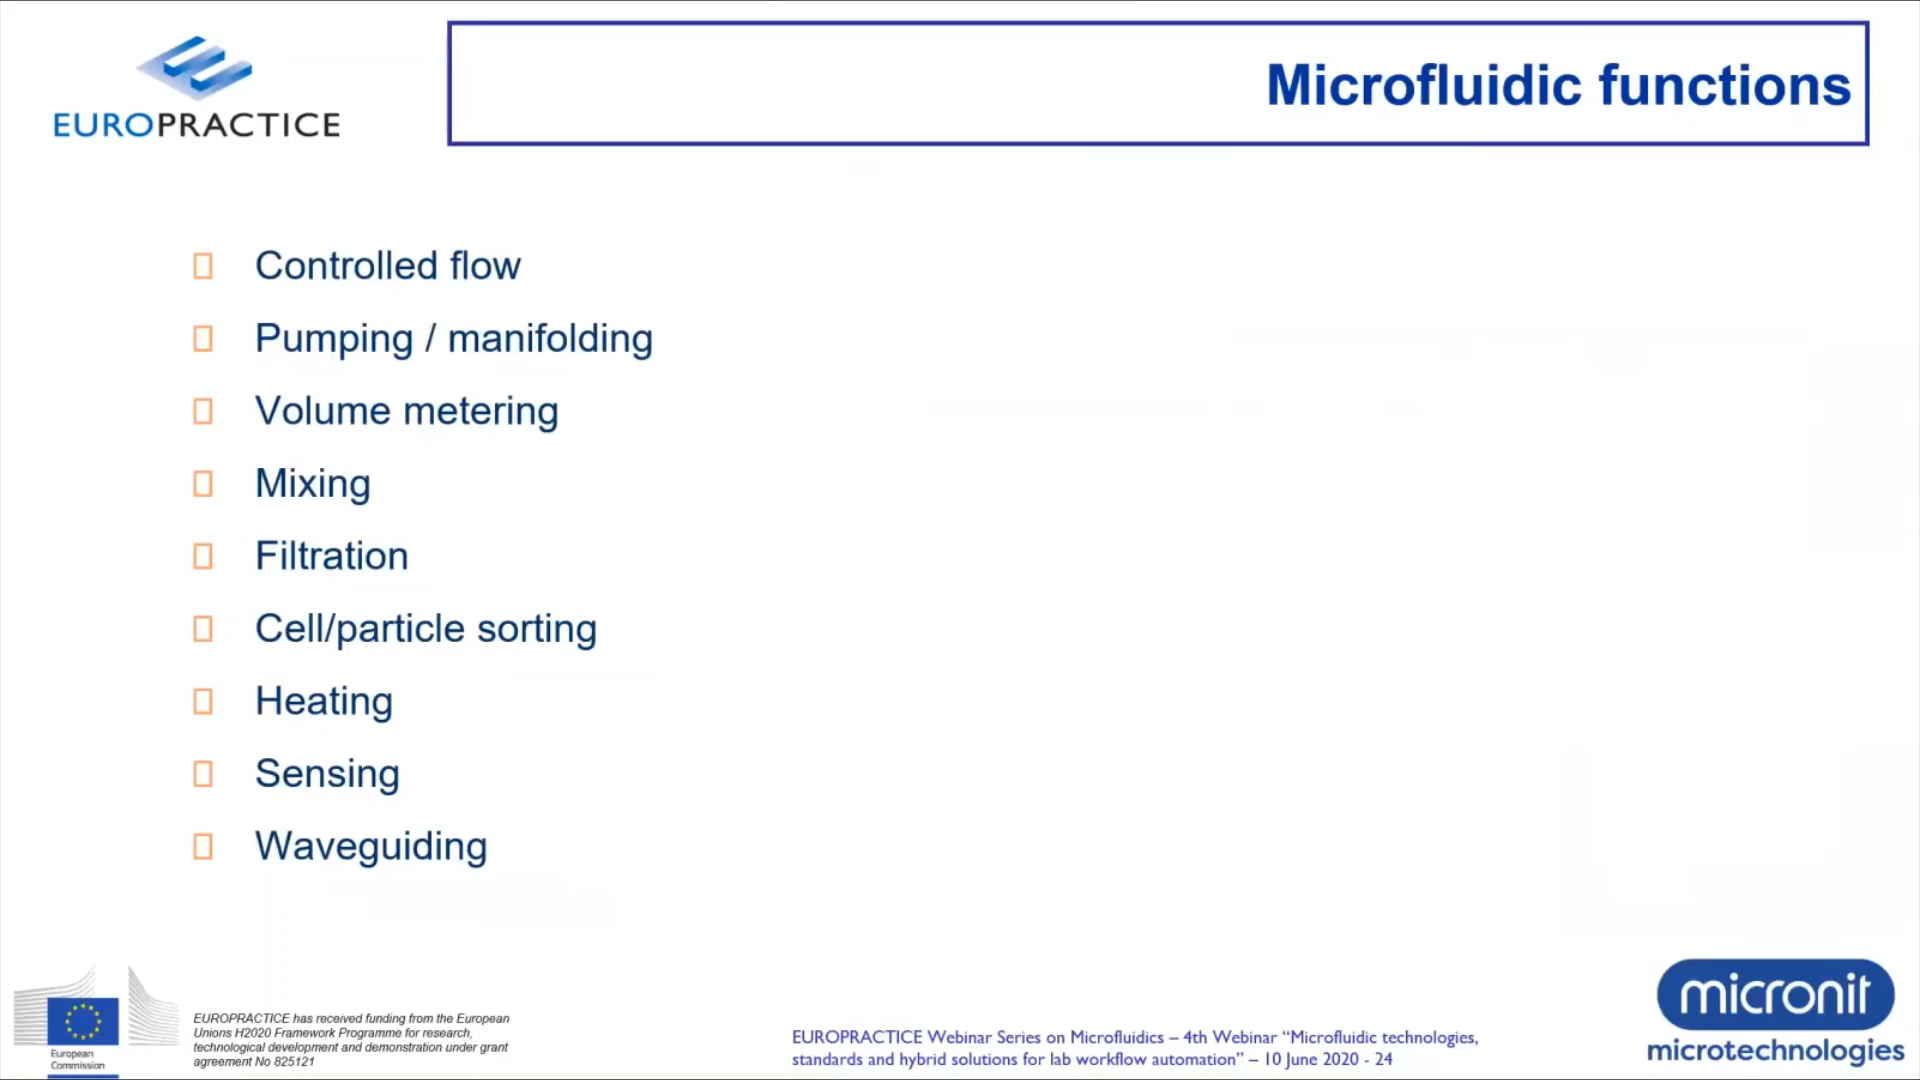 EUROPRACTICE
Microfluidic functions
Controlled flow
Pumping / manifolding
Volume metering
Mixing
Filtration
Cell/particle sorting
Heating
Sensing
Waveguiding
European
Commission
EUROPRACTICE has received funding from the European
Unions H2020 Framework Programme for research,
technological development and demonstration under grant
agreement No 825121
EUROPRACTICE Webinar Series on Microfluidics – 4th Webinar “Microfluidic technologies,
standards and hybrid solutions for lab workflow automation” – 10 June 2020 - 24
micronit
microtechnologies